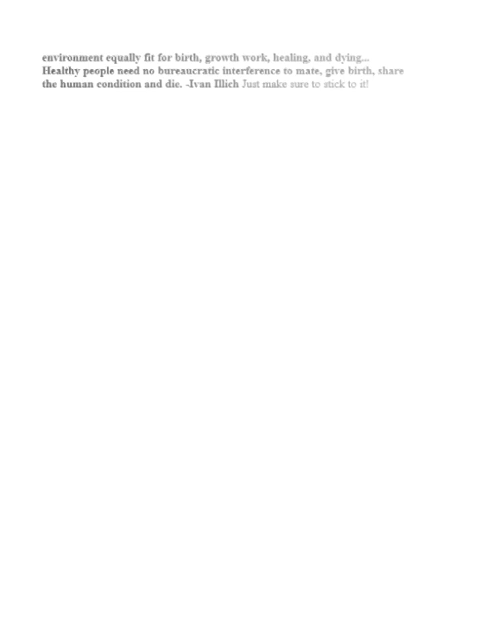 environment equally fit for birth, growth work, healing, and dying...
Healthy people need no bureaucratic interference to mate, give birth, share
the human condition and die. -Ivan Illich Just make sure to stick to it!